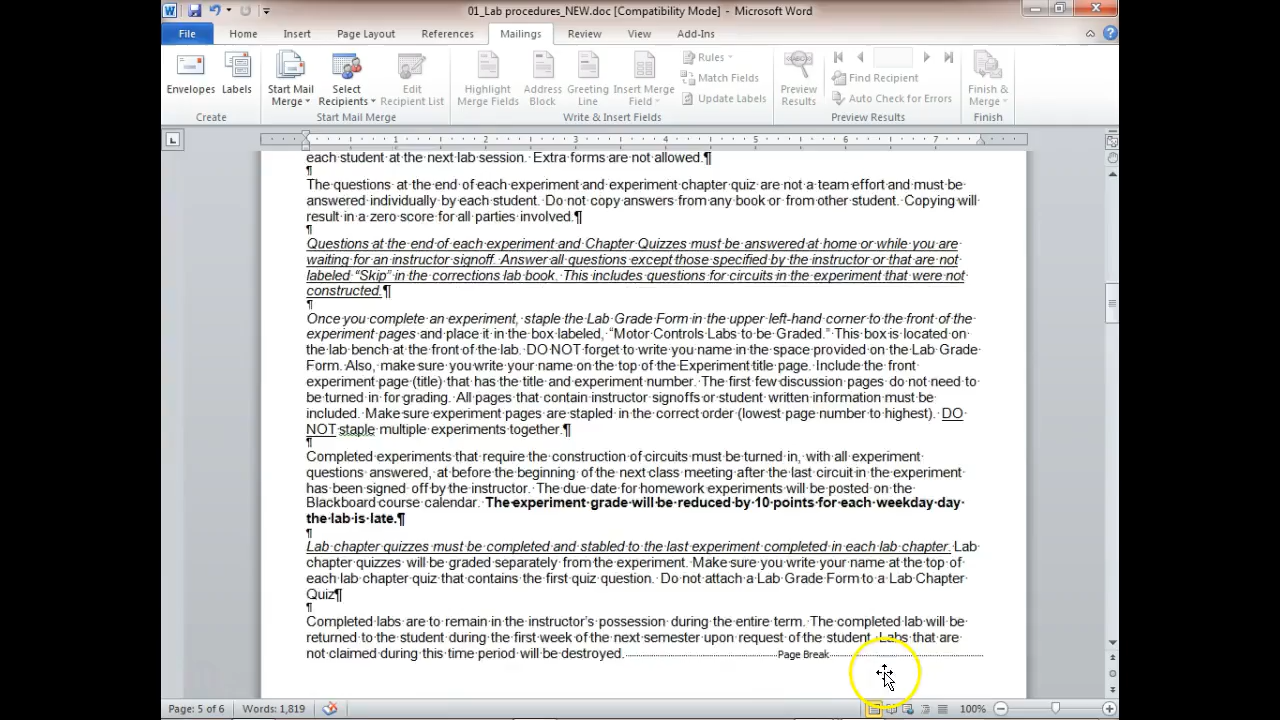 01_Lab procedures_NEW.doc [Compatibility Mode] - Microsoft Word
File Home Insert Page Layout References Mailings Review View Add-Ins
Envelopes Labels
Create
Start Mail Merge Select Recipients Edit Recipient List
Start Mail Merge
Highlight Merge Fields Address Block Greeting Line Insert Merge Field
Rules
Match Fields
Update Labels
Write & Insert Fields
Preview Results
Find Recipient
Auto Check for Errors
Preview Results
Finish & Merge
Finish
1 2 3 4 5 6 7
each student at the next lab session. Extra forms are not allowed.¶
¶
The questions at the end of each experiment and experiment chapter quiz are not a team effort and must be
answered individually by each student. Do not copy answers from any book or from other student. Copying will
result in a zero score for all parties involved.¶
¶
Questions at the end of each experiment and Chapter Quizzes must be answered at home or while you are
waiting for an instructor signoff. Answer all questions except those specified by the instructor or that are not
labeled “Skip” in the corrections lab book. This includes questions for circuits in the experiment that were not
constructed.¶
¶
Once you complete an experiment, staple the Lab Grade Form in the upper left-hand corner to the front of the
experiment pages and place it in the box labeled, “Motor Controls Labs to be Graded.” This box is located on
the lab bench at the front of the lab. DO NOT forget to write you name in the space provided on the Lab Grade
Form. Also, make sure you write your name on the top of the Experiment title page. Include the front
experiment page (title) that has the title and experiment number. The first few discussion pages do not need to
be turned in for grading. All pages that contain instructor signoffs or student written information must be
included. Make sure experiment pages are stapled in the correct order (lowest page number to highest). DO
NOT staple multiple experiments together.¶
¶
Completed experiments that require the construction of circuits must be turned in, with all experiment
questions answered, at before the beginning of the next class meeting after the last circuit in the experiment
has been signed off by the instructor. The due date for homework experiments will be posted on the
Blackboard course calendar. The experiment grade will be reduced by 10 points for each weekday day
the lab is late.¶
¶
Lab chapter quizzes must be completed and stabled to the last experiment completed in each lab chapter. Lab
chapter quizzes will be graded separately from the experiment. Make sure you write your name at the top of
each lab chapter quiz that contains the first quiz question. Do not attach a Lab Grade Form to a Lab Chapter
Quiz¶
¶
Completed labs are to remain in the instructor's possession during the entire term. The completed lab will be
returned to the student during the first week of the next semester upon request of the student. Labs that are
not claimed during this time period will be destroyed. Page Break
Page: 5 of 6 Words: 1,819 100%